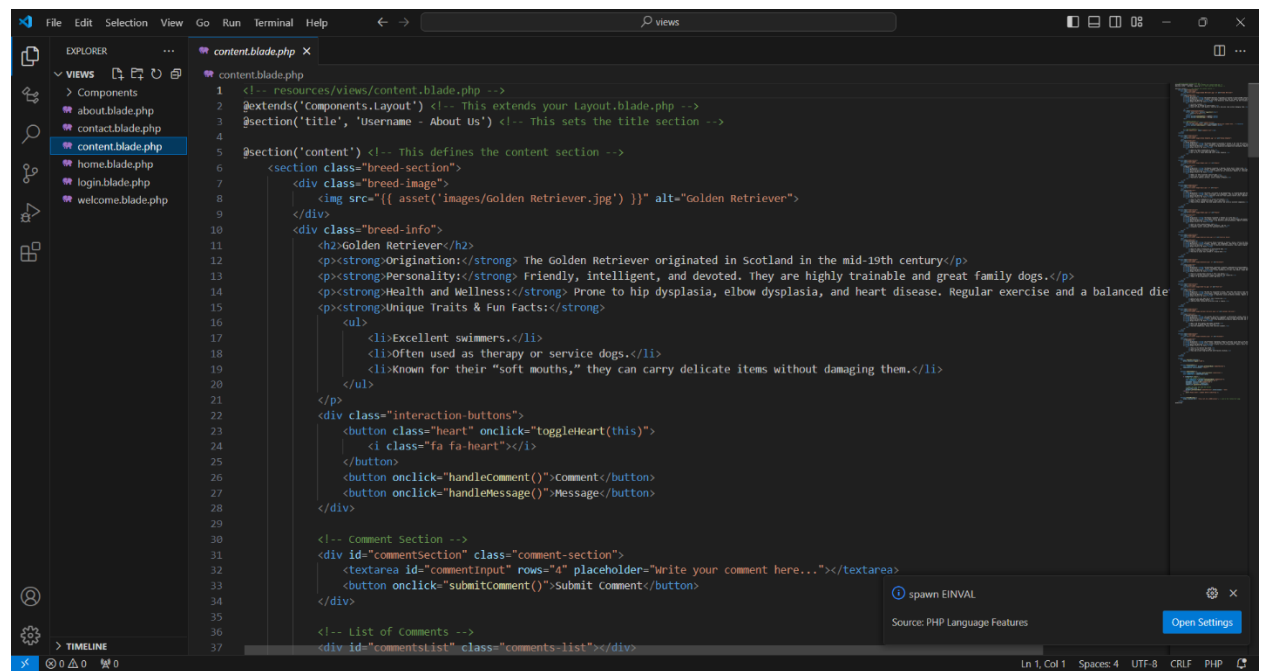 File Edit Selection View Go Run Terminal Help
views
EXPLORER
VIEWS
Components
about.blade.php
contact.blade.php
content.blade.php
home.blade.php
login.blade.php
welcome.blade.php
TIMELINE
content.blade.php
content.blade.php
1 <!-- resources/views/content.blade.php -->
2 @extends('Components.Layout') <!-- This extends your Layout.blade.php -->
3 @section('title', 'Username - About Us') <!-- This sets the title section -->
4
5 @section('content') <!-- This defines the content section -->
6 <section class="breed-section">
7 <div class="breed-image">
8 <img src="{{ asset('images/Golden Retriever.jpg') }}" alt="Golden Retriever">
9 </div>
10 <div class="breed-info">
11 <h2>Golden Retriever</h2>
12 <p><strong>Origination:</strong> The Golden Retriever originated in Scotland in the mid-19th century</p>
13 <p><strong>Personality:</strong> Friendly, intelligent, and devoted. They are highly trainable and great family dogs.</p>
14 <p><strong>Health and Wellness:</strong> Prone to hip dysplasia, elbow dysplasia, and heart disease. Regular exercise and a balanced die
15 <p><strong>Unique Traits & Fun Facts:</strong>
16 <ul>
17 <li>Excellent swimmers.</li>
18 <li>Often used as therapy or service dogs.</li>
19 <li>Known for their “soft mouths,” they can carry delicate items without damaging them.</li>
20 </ul>
21 </p>
22 <div class="interaction-buttons">
23 <button class="heart" onclick="toggleHeart(this)">
24 <i class="fa fa-heart"></i>
25 </button>
26 <button onclick="handleComment()">Comment</button>
27 <button onclick="handleMessage()">Message</button>
28 </div>
29
30 <!-- Comment Section -->
31 <div id="commentSection" class="comment-section">
32 <textarea id="commentInput" rows="4" placeholder="Write your comment here..."></textarea>
33 <button onclick="submitComment()">Submit Comment</button>
34 </div>
35
36 <!-- List of Comments -->
37 <div id="commentsList" class="comments-list"></div>
spawn EINVAL
Source: PHP Language Features
Open Settings
0 0 0
Ln 1, Col 1 Spaces: 4 UTF-8 CRLF PHP